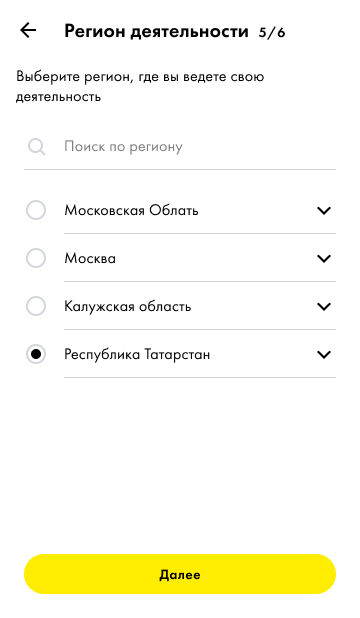 Регион деятельности 5/6
Выберите регион, где вы ведете свою
деятельность
Поиск по региону
Московская Облать
Москва
Калужская область
Республика Татарстан
Далее